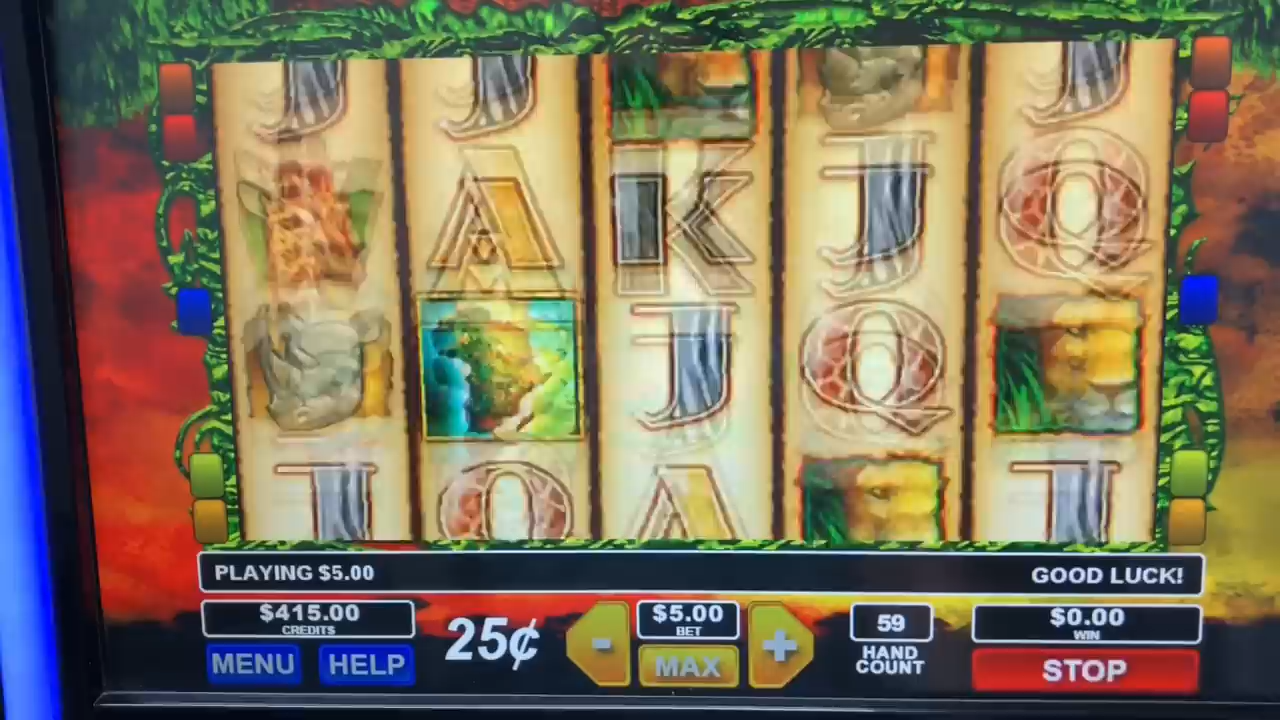 J J J
A K J Q
J Q
J Q A J
PLAYING $5.00 GOOD LUCK!
$415.00 CREDITS 25¢ - $5.00 BET + 59 $0.00 WIN
MENU HELP MAX HAND COUNT STOP